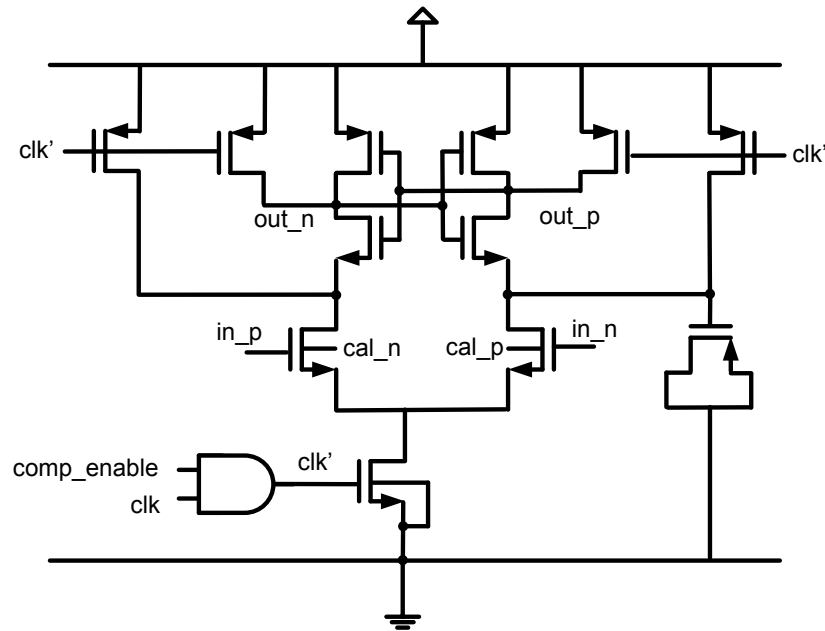 clk’
clk’
out_n
out_p
in_p
cal_n
cal_p
in_n
comp_enable
clk’
clk